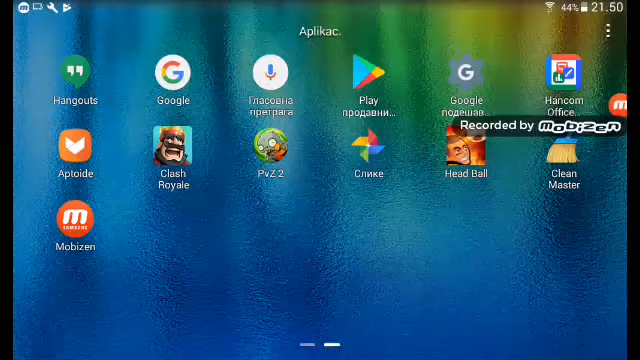 44% 21.50
Aplikac.
Hangouts
Google
Гласовна
претрага
Play
продавни...
Google
подешав...
Hancom
Office...
Recorded by MOBIZEN
Aptoide
Clash
Royale
PvZ 2
Слике
Head Ball
Clean
Master
SAMSUNG
Mobizen